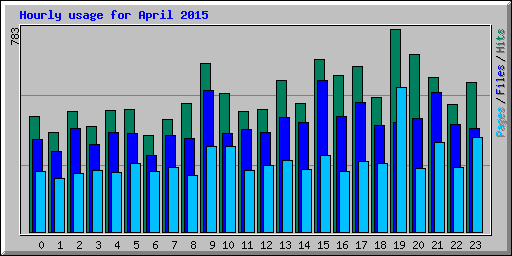 Hourly usage for April 2015
783
Pages/Files/Hits
0 1 2 3 4 5 6 7 8 9 10 11 12 13 14 15 16 17 18 19 20 21 22 23